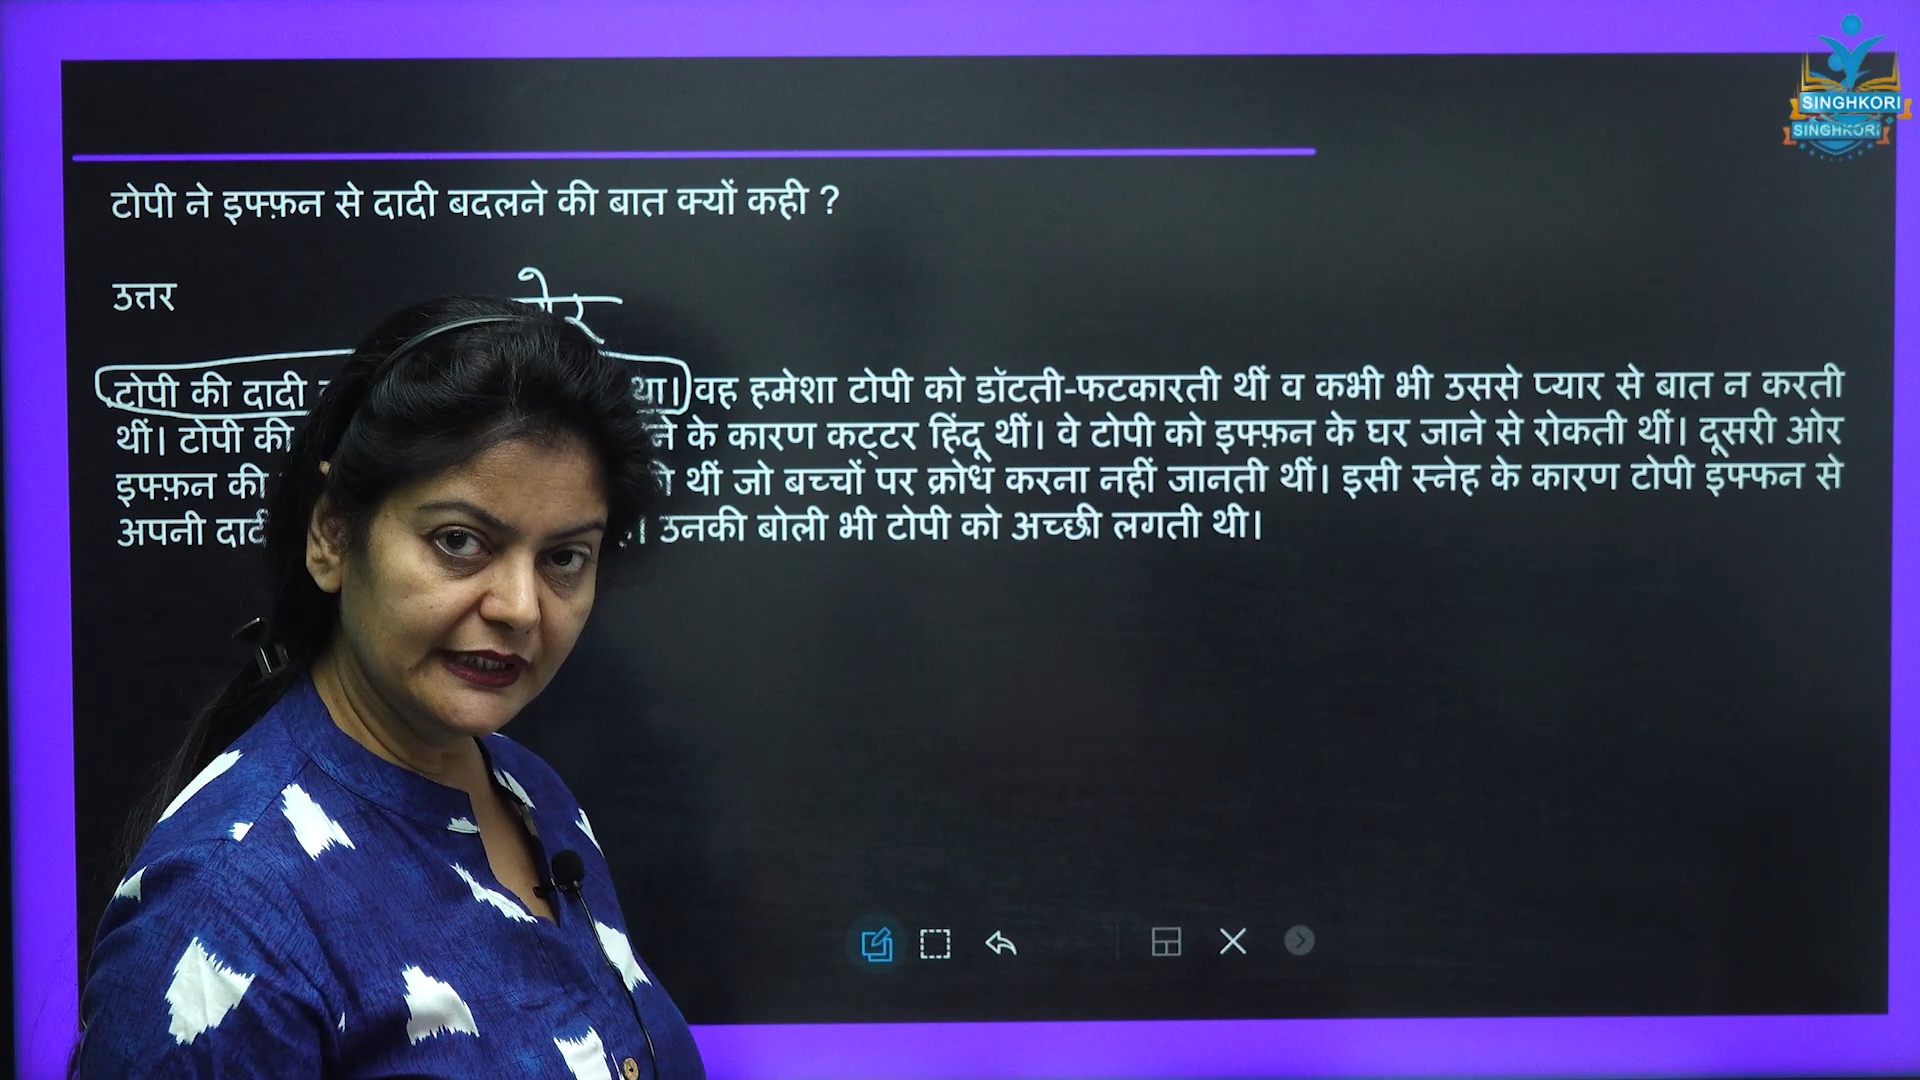 SINGHKORI
SINGHKORI
टोपी ने इफ्फ़न से दादी बदलने की बात क्यों कही ?
उत्तर
टोपी की दादी था। वह हमेशा टोपी को डॉटती-फटकारती थीं व कभी भी उससे प्यार से बात न करती
थीं। टोपी की के कारण कट्टर हिंदू थीं। वे टोपी को इफ्फ़न के घर जाने से रोकती थीं। दूसरी ओर
इफ्फ़न की थीं जो बच्चों पर क्रोध करना नहीं जानती थीं। इसी स्नेह के कारण टोपी इफ्फन से
अपनी उनकी बोली भी टोपी को अच्छी लगती थी।